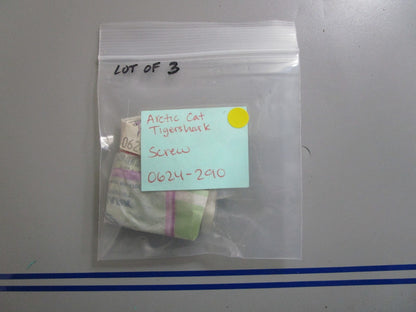 LOT OF 3
Arctic Cat
Tigershark
Screw
0624-290